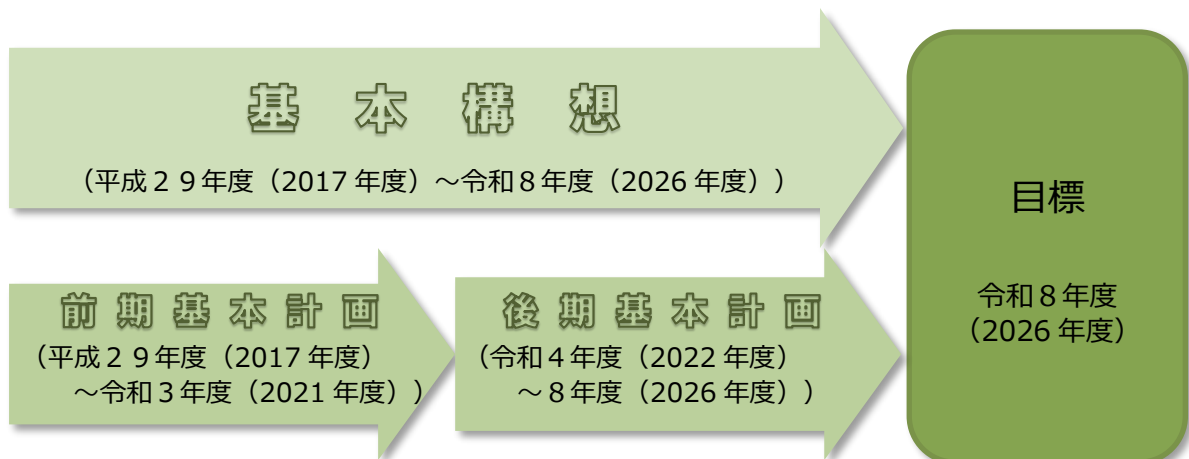 基本構想
（平成２９年度（2017 年度）～令和８年度（2026 年度））
目標
令和８年度
（2026 年度）
前期基本計画
（平成２９年度（2017 年度）
～令和３年度（2021 年度））
後期基本計画
（令和４年度（2022 年度）
～８年度（2026 年度））